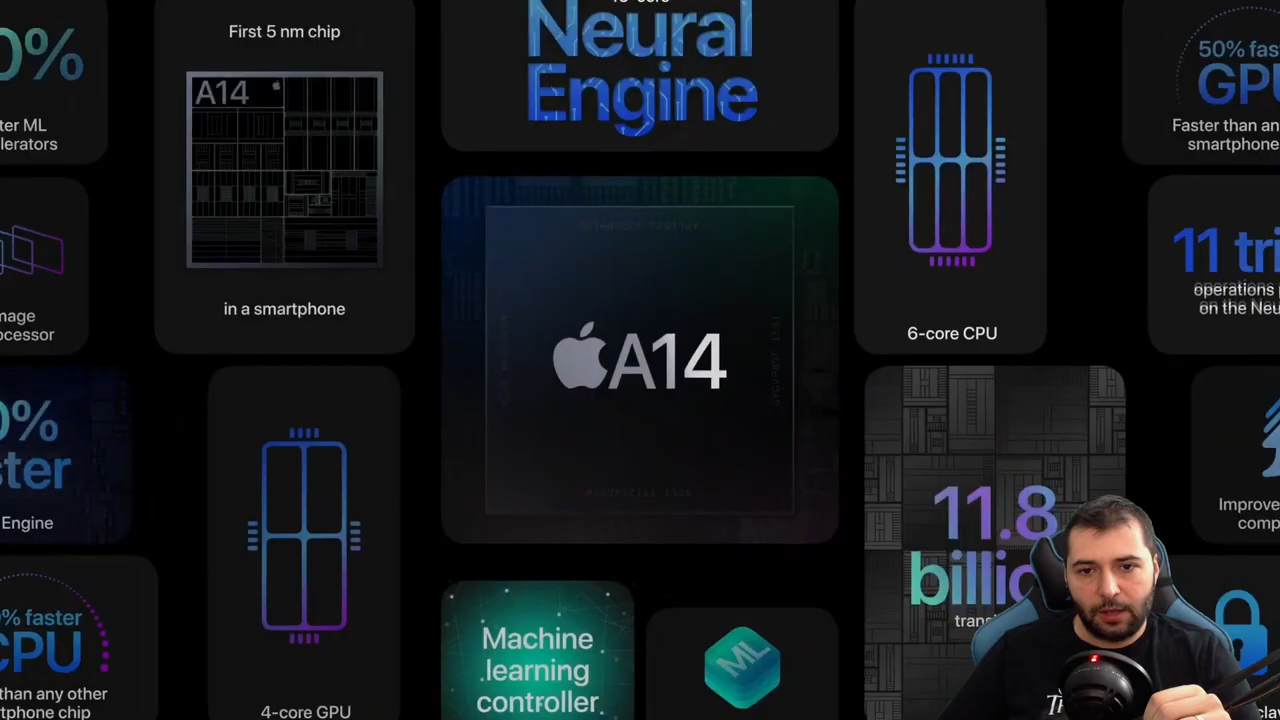 0%
ter ML
erators
First 5 nm chip
A14
in a smartphone
Neural
Engine
50% fas
GPU
Faster than an
smartphone
mage
ocessor
A14
6-core CPU
11 tri
operations
on the Neu
0%
ster
Engine
11.8
billio
trans
Improve
comp
0% faster
CPU
than any other
tphone chip
4-core GPU
Machine
learning
controller
ML